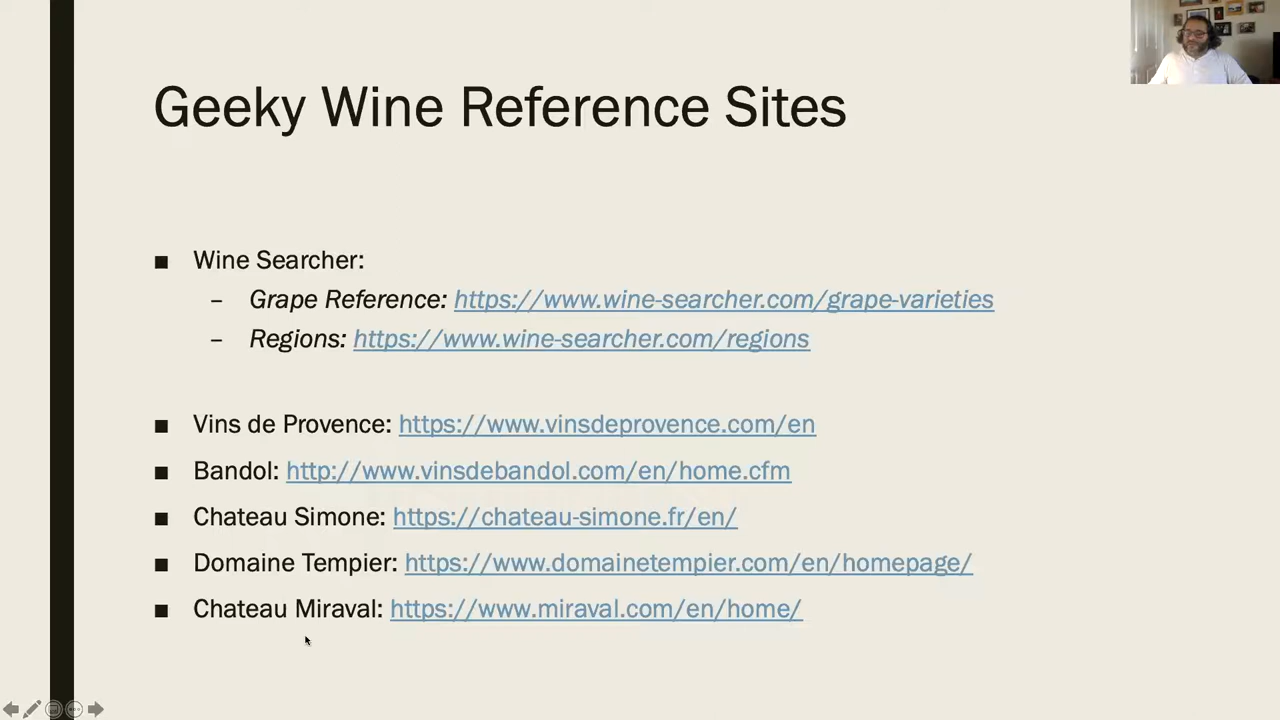 Geeky Wine Reference Sites
■ Wine Searcher:
– Grape Reference: https://www.wine-searcher.com/grape-varieties
– Regions: https://www.wine-searcher.com/regions
■ Vins de Provence: https://www.vinsdeprovence.com/en
■ Bandol: http://www.vinsdebandol.com/en/home.cfm
■ Chateau Simone: https://chateau-simone.fr/en/
■ Domaine Tempier: https://www.domainetempier.com/en/homepage/
■ Chateau Miraval: https://www.miraval.com/en/home/